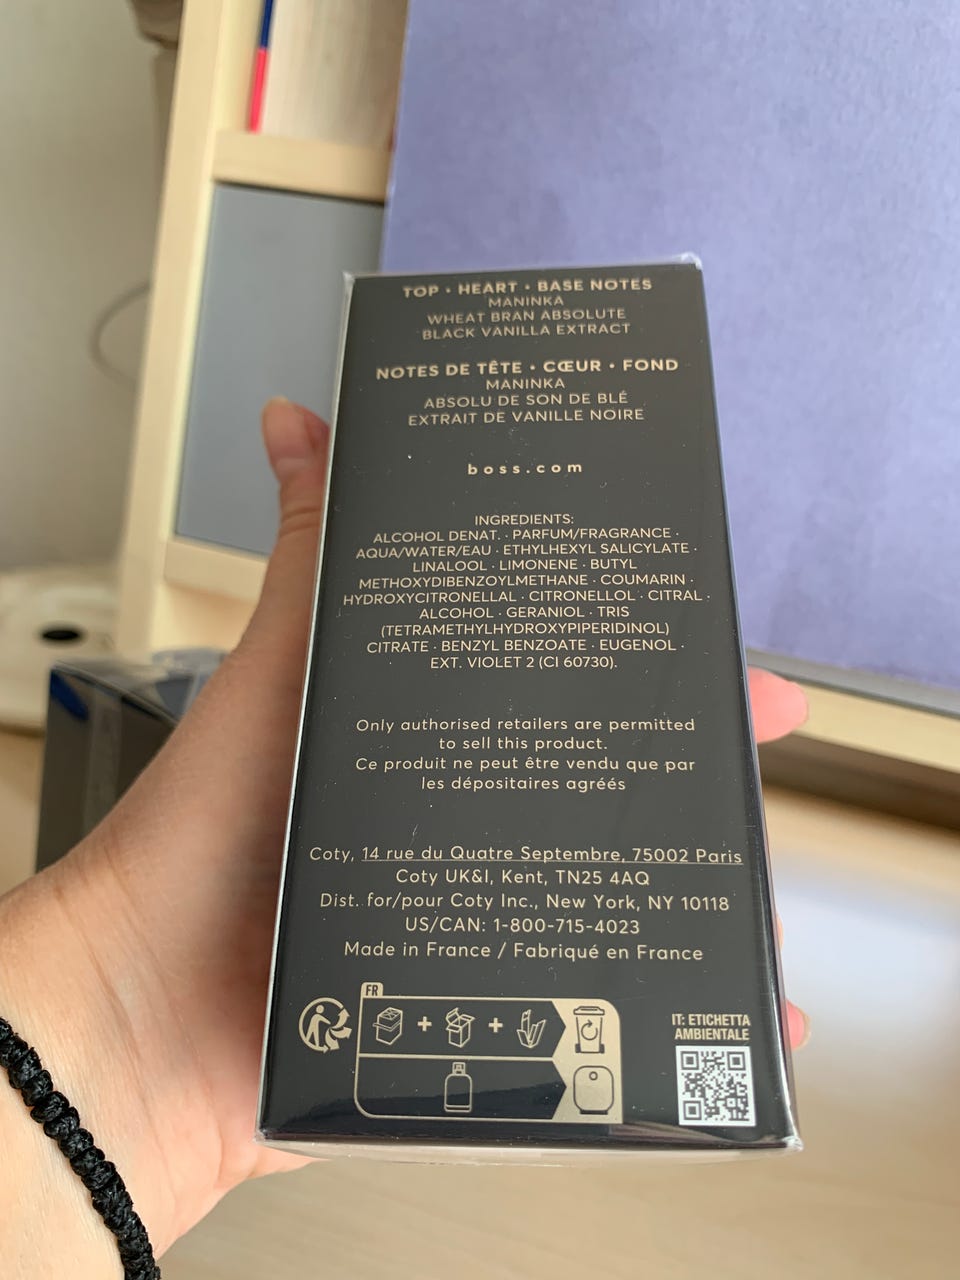 TOP • HEART • BASE NOTES
MANINKA
WHEAT BRAN ABSOLUTE
BLACK VANILLA EXTRACT
NOTES DE TÊTE • CŒUR • FOND
MANINKA
ABSOLU DE SON DE BLÉ
EXTRAIT DE VANILLE NOIRE
boss.com
INGREDIENTS:
ALCOHOL DENAT. · PARFUM/FRAGRANCE ·
AQUA/WATER/EAU · ETHYLHEXYL SALICYLATE ·
LINALOOL · LIMONENE · BUTYL
METHOXYDIBENZOYLMETHANE · COUMARIN ·
HYDROXYCITRONELLAL · CITRONELLOL · CITRAL ·
ALCOHOL · GERANIOL · TRIS
(TETRAMETHYLHYDROXYPIPERIDINOL)
CITRATE · BENZYL BENZOATE · EUGENOL ·
EXT. VIOLET 2 (CI 60730).
Only authorised retailers are permitted
to sell this product.
Ce produit ne peut être vendu que par
les dépositaires agréés
Coty, 14 rue du Quatre Septembre, 75002 Paris
Coty UK&I, Kent, TN25 4AQ
Dist. for/pour Coty Inc., New York, NY 10118
US/CAN: 1-800-715-4023
Made in France / Fabriqué en France
FR
+ +
IT: ETICHETTA
AMBIENTALE